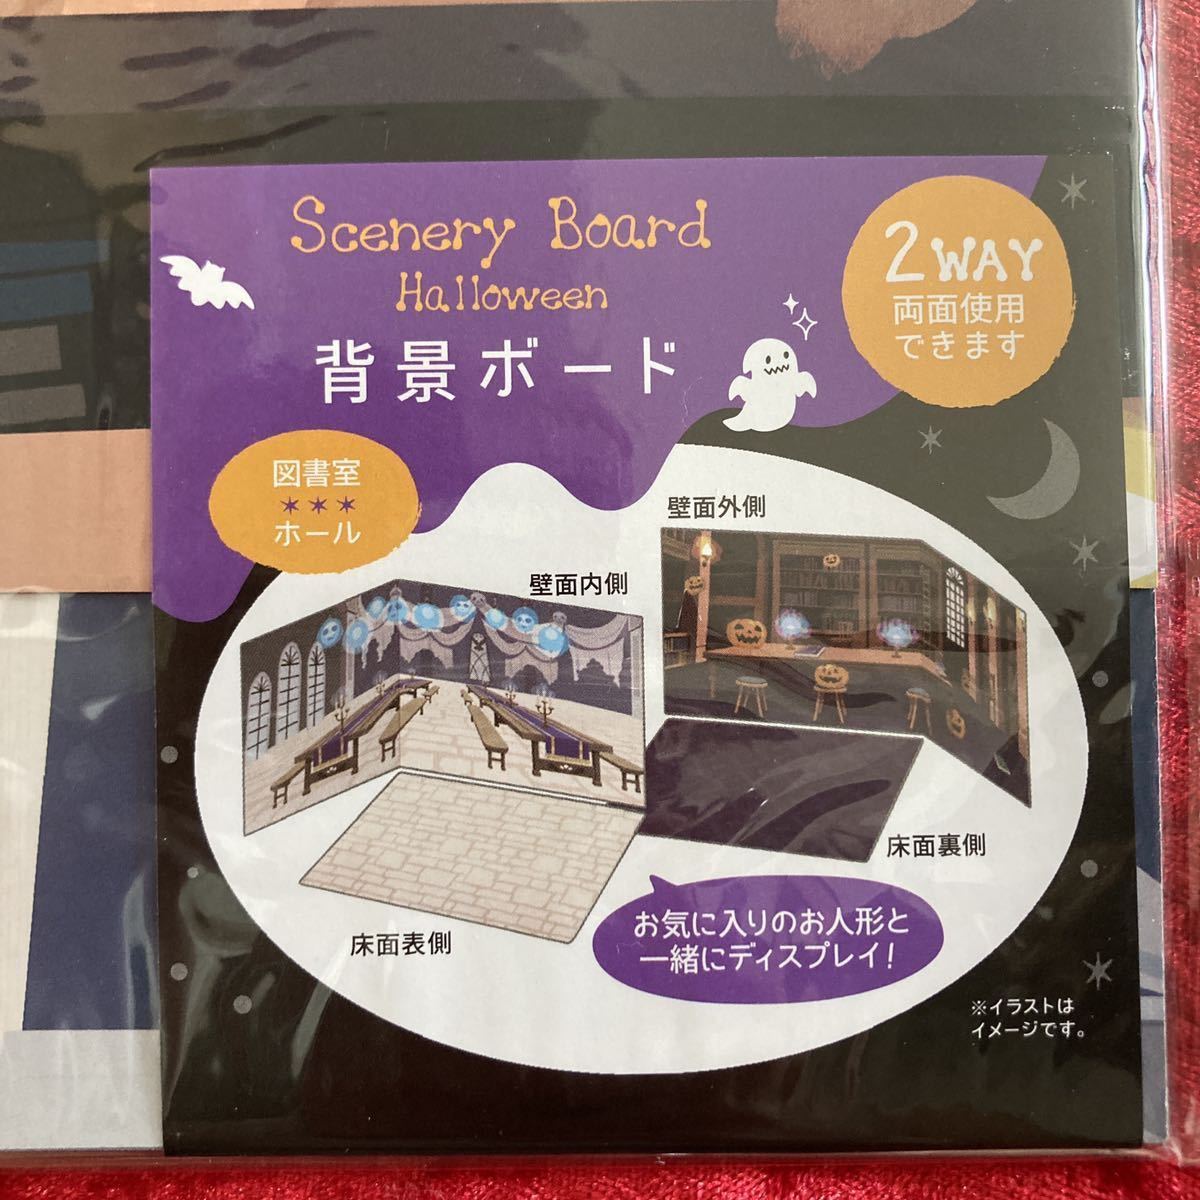 Scenery Board
Halloween
背景ボード
2WAY
両面使用
できます
図書室
ホール
壁面外側
壁面内側
床面裏側
床面表側
お気に入りのお人形と
一緒にディスプレイ!
※イラストは
イメージです。